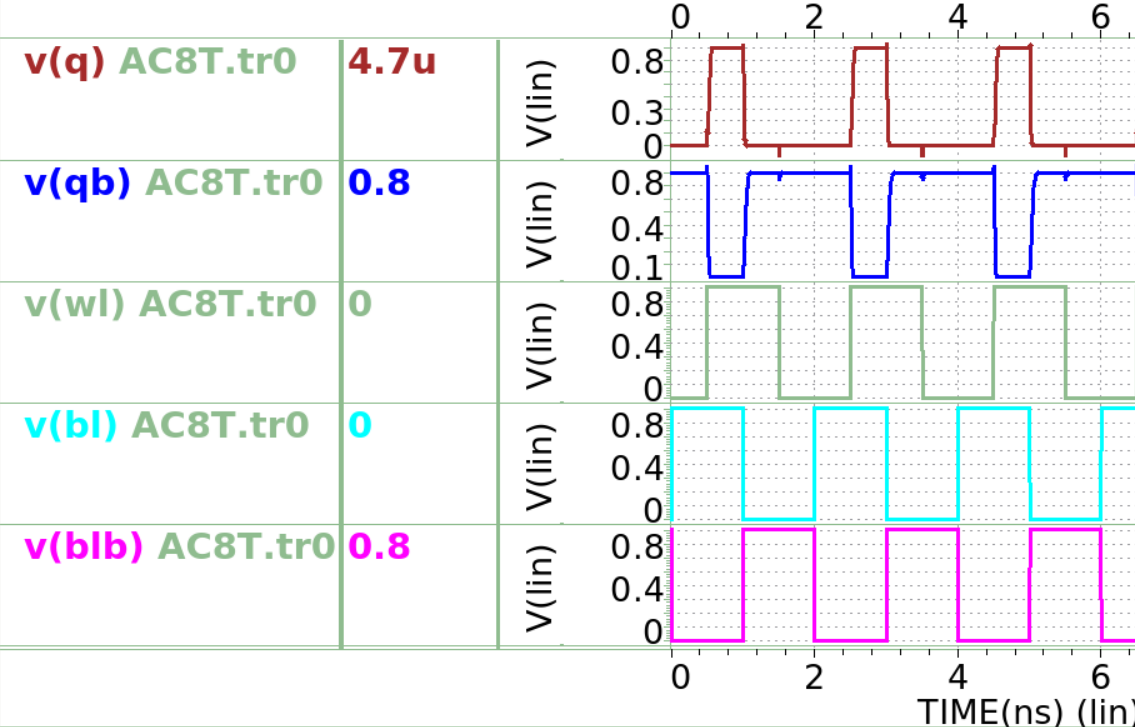 0 2 4 6
v(q) AC8T.tr0 4.7u V(lin) 0.8 0.3 0
v(qb) AC8T.tr0 0.8 V(lin) 0.8 0.4 0.1
v(wl) AC8T.tr0 0 V(lin) 0.8 0.4 0
v(bl) AC8T.tr0 0 V(lin) 0.8 0.4 0
v(blb) AC8T.tr0 0.8 V(lin) 0.8 0.4 0
0 2 4 6
TIME(ns) (lin)